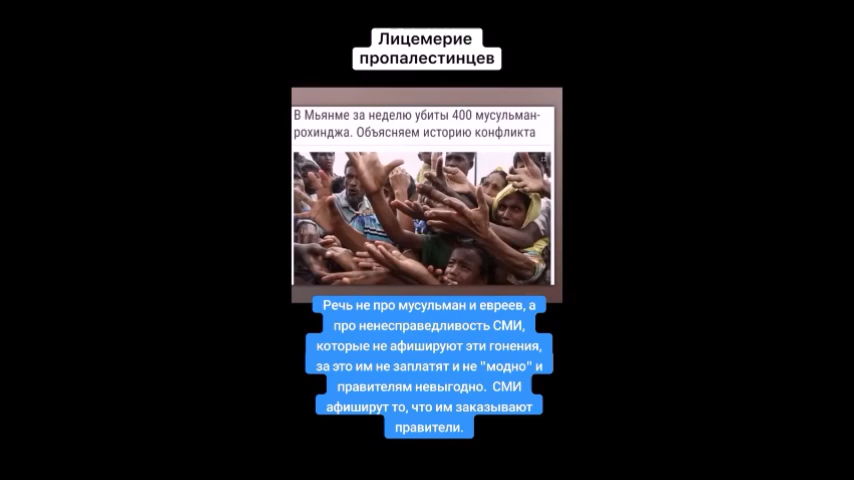 Лицемерие
пропалестинцев
В Мьянме за неделю убиты 400 мусульман-
рохинджа. Объясняем историю конфликта
Речь не про мусульман и евреев, а
про ненесправедливость СМИ,
которые не афишируют эти гонения,
за это им не заплатят и не "модно" и
правителям невыгодно. СМИ
афиширут то, что им заказывают
правители.